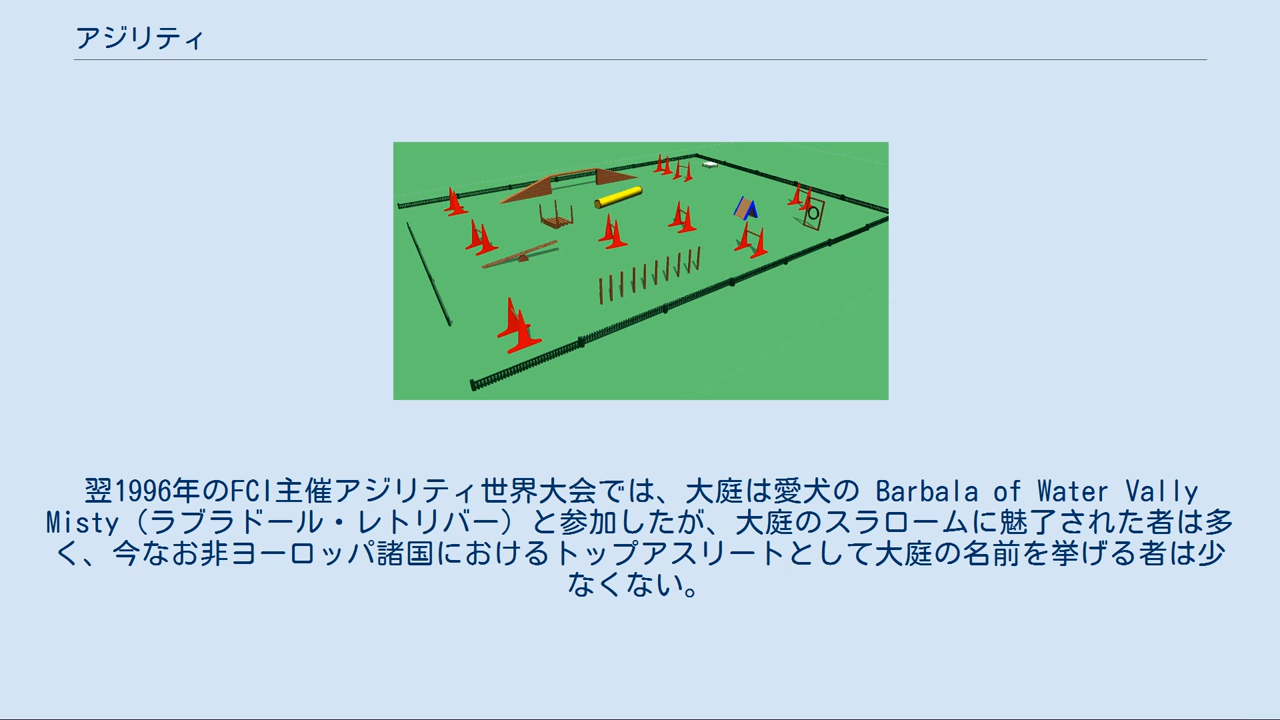 アジリティ
翌1996年のFCI主催アジリティ世界大会では、大庭は愛犬の Barbala of Water Vally
Misty（ラブラドール・レトリバー）と参加したが、大庭のスラロームに魅了された者は多
く、今なお非ヨーロッパ諸国におけるトップアスリートとして大庭の名前を挙げる者は少
なくない。